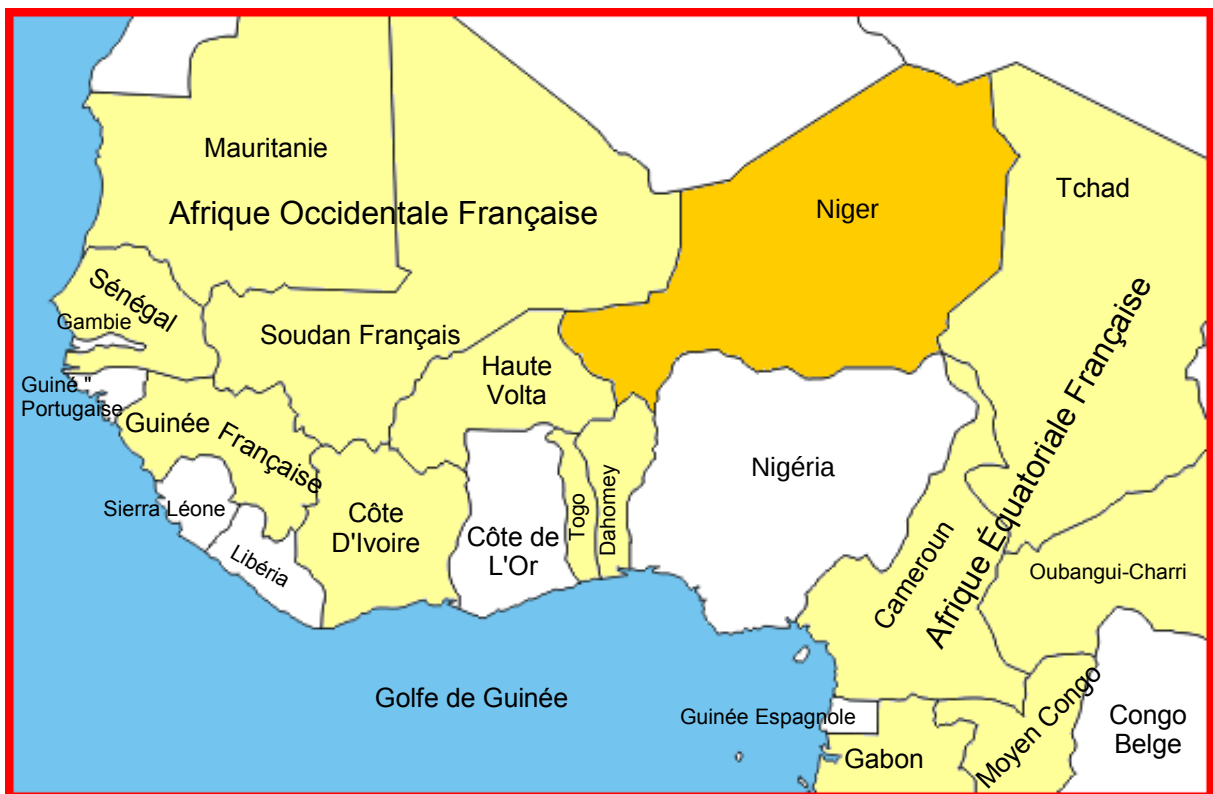 Mauritanie
Niger
Tchad
Afrique Occidentale Française
Sénégal
Gambie
Soudan Français
Haute
Volta
Guiné "
Portugaise
Guinée Française
Afrique Équatoriale Française
Nigéria
Sierra Léone
Libéria
Côte
D'Ivoire
Côte de
L'Or
Togo
Dahomey
Cameroun
Oubangui-Charri
Golfe de Guinée
Guinée Espagnole
Gabon
Moyen Congo
Congo
Belge